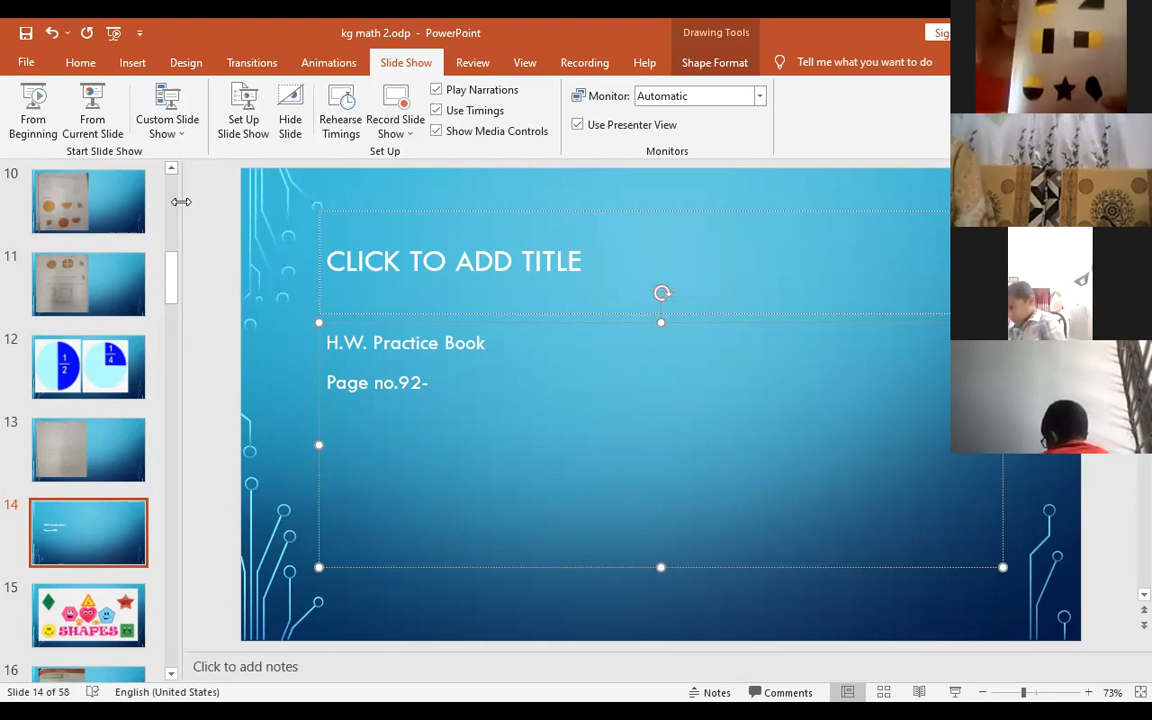 kg math 2.odp - PowerPoint
Drawing Tools
Sig
File Home Insert Design Transitions Animations Slide Show Review View Recording Help Shape Format Tell me what you want to do
From Beginning
From Current Slide
Custom Slide Show
Set Up Slide Show
Hide Slide
Rehearse Timings
Record Slide Show
Play Narrations
Use Timings
Show Media Controls
Monitor: Automatic
Use Presenter View
Start Slide Show
Set Up
Monitors
10
11
12
1/2
1/4
13
14
15
SHAPES
16
CLICK TO ADD TITLE
H.W. Practice Book
Page no.92-
Click to add notes
Slide 14 of 58
English (United States)
Notes
Comments
73%